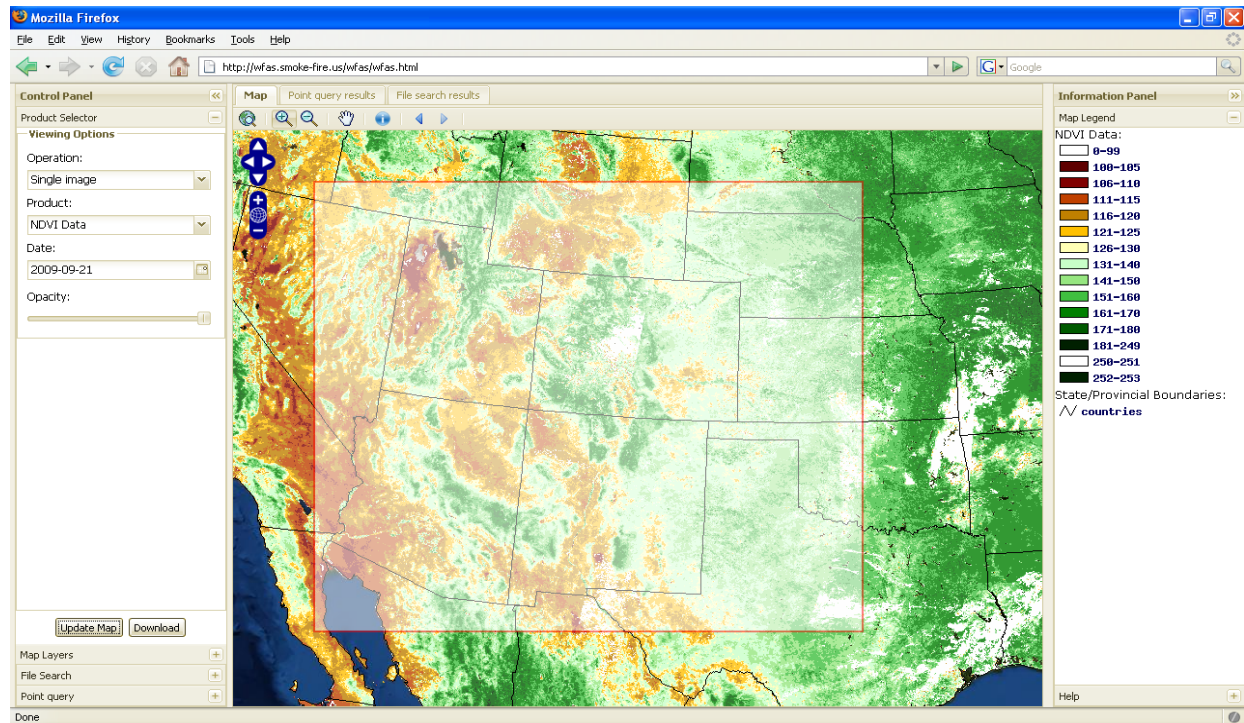 Mozilla Firefox
File Edit View History Bookmarks Tools Help
http://wfas.smoke-fire.us/wfas/wfas.html
G Google
Control Panel
Product Selector
Viewing Options
Operation:
Single image
Product:
NDVI Data
Date:
2009-09-21
Opacity:
Update Map Download
Map Layers
File Search
Point query
Map Point query results File search results
Information Panel
Map Legend
NDVI Data:
0-99
100-105
106-110
111-115
116-120
121-125
126-130
131-140
141-150
151-160
161-170
171-180
181-249
250-251
252-253
State/Provincial Boundaries:
countries
Help
Done